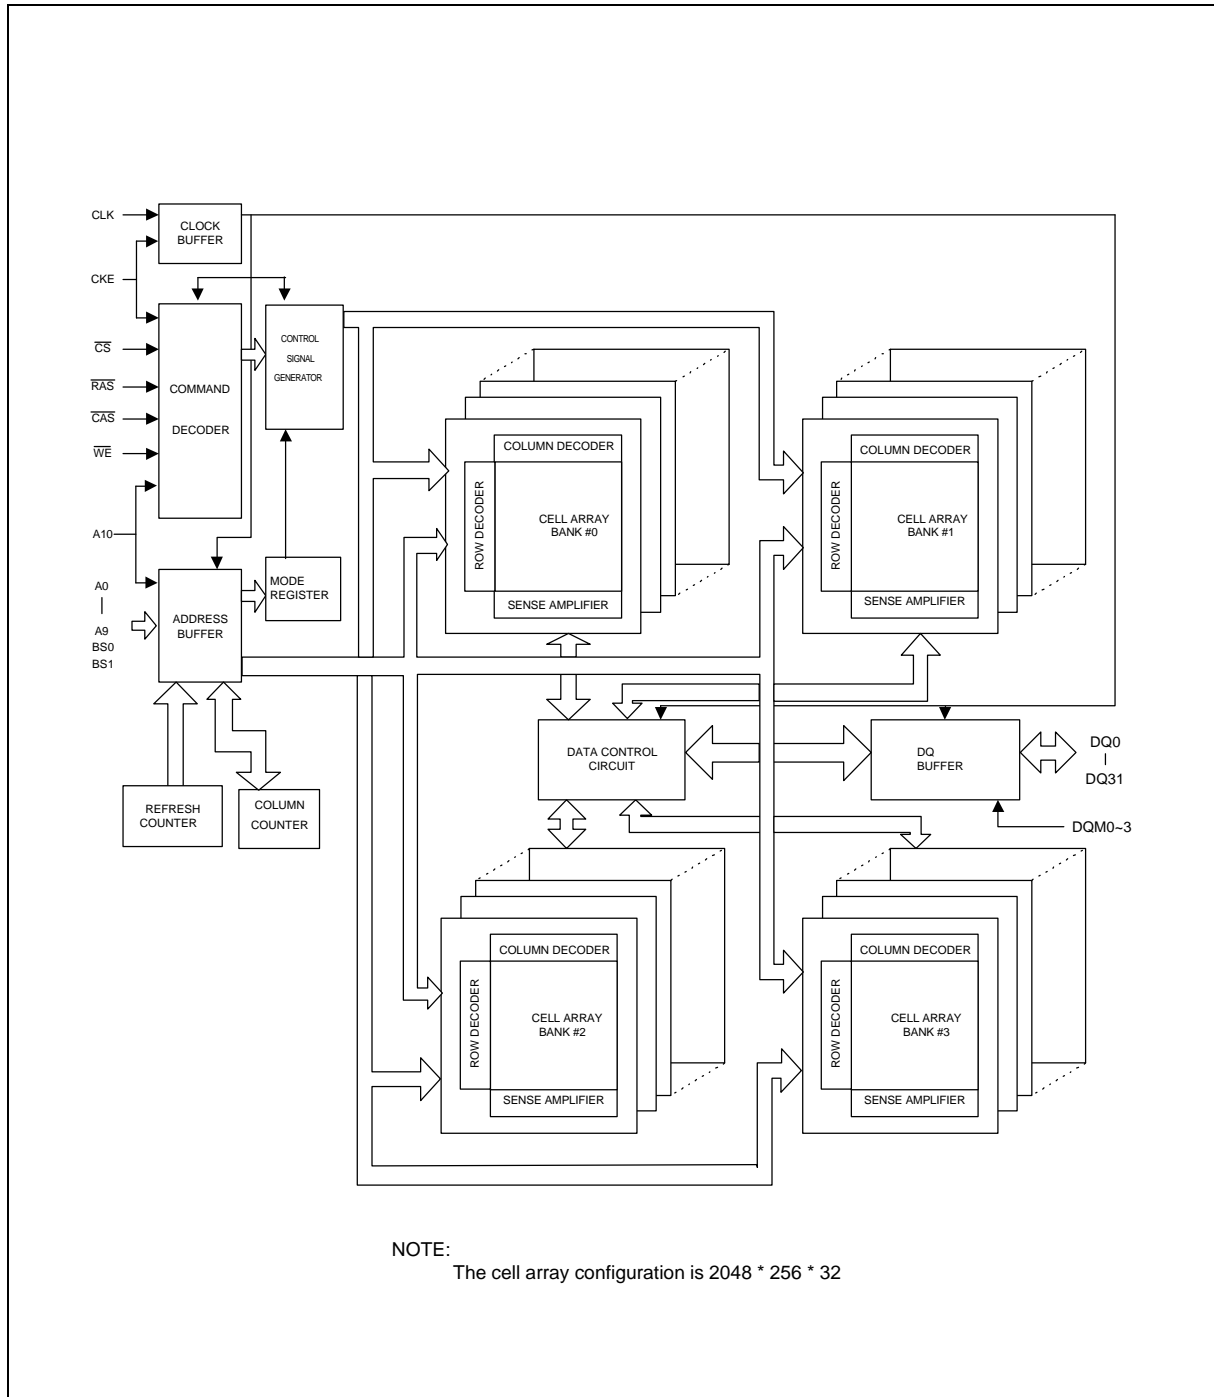 CLK
CLOCK
BUFFER
CKE
CS
RAS
CAS
WE
COMMAND
DECODER
CONTROL
SIGNAL
GENERATOR
A10
A0
A9
BS0
BS1
ADDRESS
BUFFER
MODE
REGISTER
REFRESH
COUNTER
COLUMN
COUNTER
COLUMN DECODER
ROW DECODER
CELL ARRAY
BANK #0
SENSE AMPLIFIER
COLUMN DECODER
ROW DECODER
CELL ARRAY
BANK #1
SENSE AMPLIFIER
DATA CONTROL
CIRCUIT
DQ
BUFFER
DQ0
DQ31
DQM0~3
COLUMN DECODER
ROW DECODER
CELL ARRAY
BANK #2
SENSE AMPLIFIER
COLUMN DECODER
ROW DECODER
CELL ARRAY
BANK #3
SENSE AMPLIFIER
NOTE:
The cell array configuration is 2048 * 256 * 32